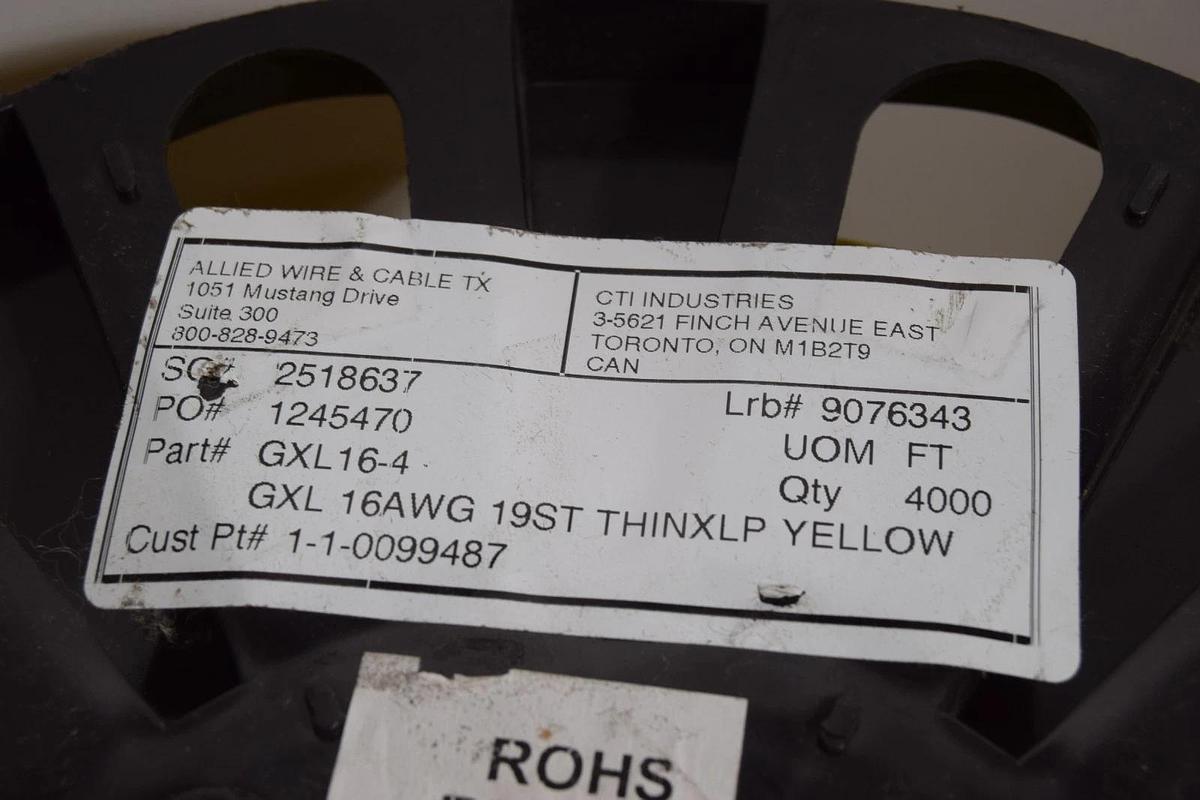 ALLIED WIRE & CABLE TX
1051 Mustang Drive
Suite 300
800-828-9473
CTI INDUSTRIES
3-5621 FINCH AVENUE EAST
TORONTO, ON M1B2T9
CAN
SO# 2518637
PO# 1245470
Lrb# 9076343
Part# GXL16-4
UOM FT
Qty 4000
GXL 16AWG 19ST THINXLP YELLOW
Cust Pt# 1-1-0099487
ROHS